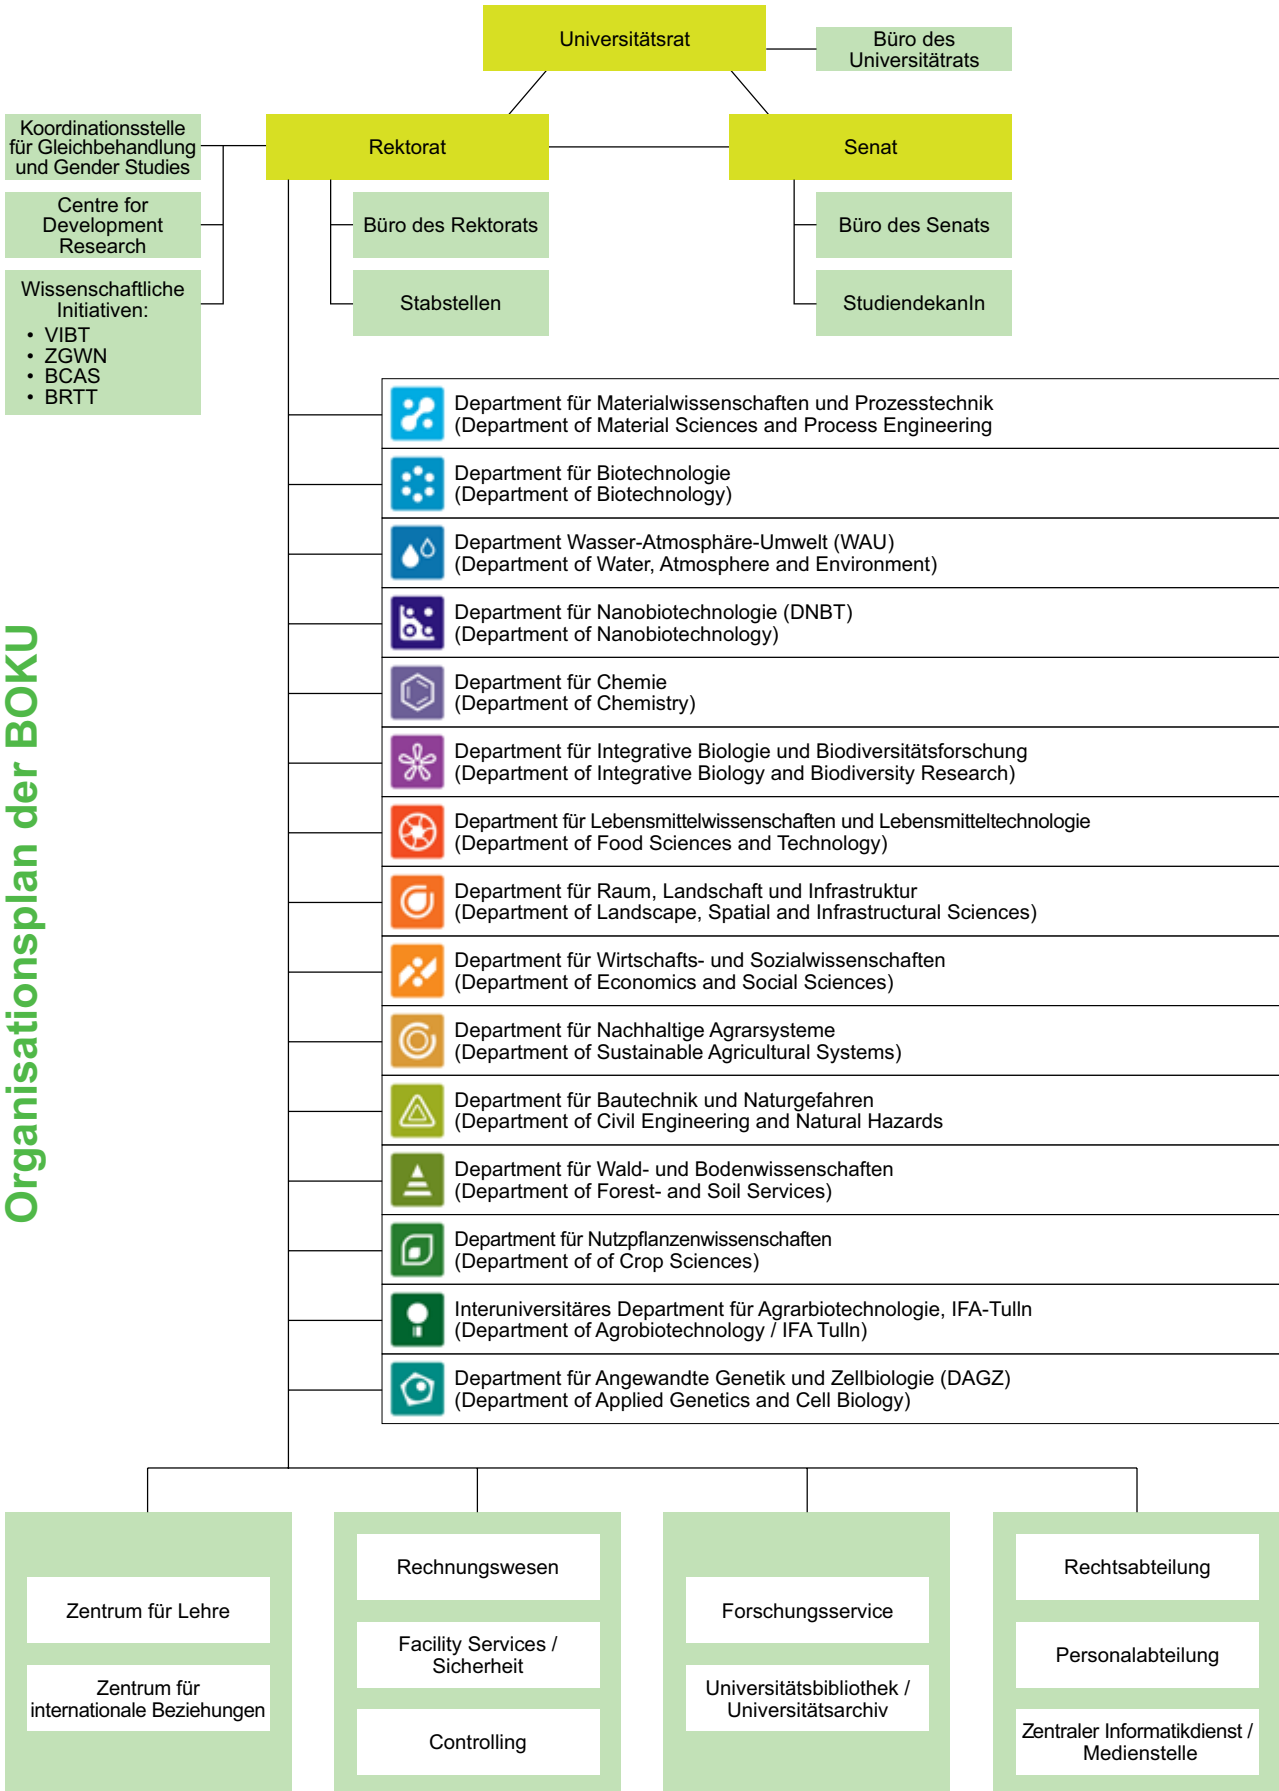 Universitätsrat
Büro des
Universitätrats
Koordinationsstelle
für Gleichbehandlung
und Gender Studies
Rektorat
Senat
Centre for
Development
Research
Büro des Rektorats
Büro des Senats
Wissenschaftliche
Initiativen:
• VIBT
• ZGWN
• BCAS
• BRTT
Stabstellen
StudiendekanIn
Organisationsplan der BOKU
Department für Materialwissenschaften und Prozesstechnik
(Department of Material Sciences and Process Engineering
Department für Biotechnologie
(Department of Biotechnology)
Department Wasser-Atmosphäre-Umwelt (WAU)
(Department of Water, Atmosphere and Environment)
Department für Nanobiotechnologie (DNBT)
(Department of Nanobiotechnology)
Department für Chemie
(Department of Chemistry)
Department für Integrative Biologie und Biodiversitätsforschung
(Department of Integrative Biology and Biodiversity Research)
Department für Lebensmittelwissenschaften und Lebensmitteltechnologie
(Department of Food Sciences and Technology)
Department für Raum, Landschaft und Infrastruktur
(Department of Landscape, Spatial and Infrastructural Sciences)
Department für Wirtschafts- und Sozialwissenschaften
(Department of Economics and Social Sciences)
Department für Nachhaltige Agrarsysteme
(Department of Sustainable Agricultural Systems)
Department für Bautechnik und Naturgefahren
(Department of Civil Engineering and Natural Hazards
Department für Wald- und Bodenwissenschaften
(Department of Forest- and Soil Services)
Department für Nutzpflanzenwissenschaften
(Department of of Crop Sciences)
Interuniversitäres Department für Agrarbiotechnologie, IFA-Tulln
(Department of Agrobiotechnology / IFA Tulln)
Department für Angewandte Genetik und Zellbiologie (DAGZ)
(Department of Applied Genetics and Cell Biology)
Zentrum für Lehre
Zentrum für
internationale Beziehungen
Rechnungswesen
Facility Services /
Sicherheit
Controlling
Forschungsservice
Universitätsbibliothek /
Universitätsarchiv
Rechtsabteilung
Personalabteilung
Zentraler Informatikdienst /
Medienstelle